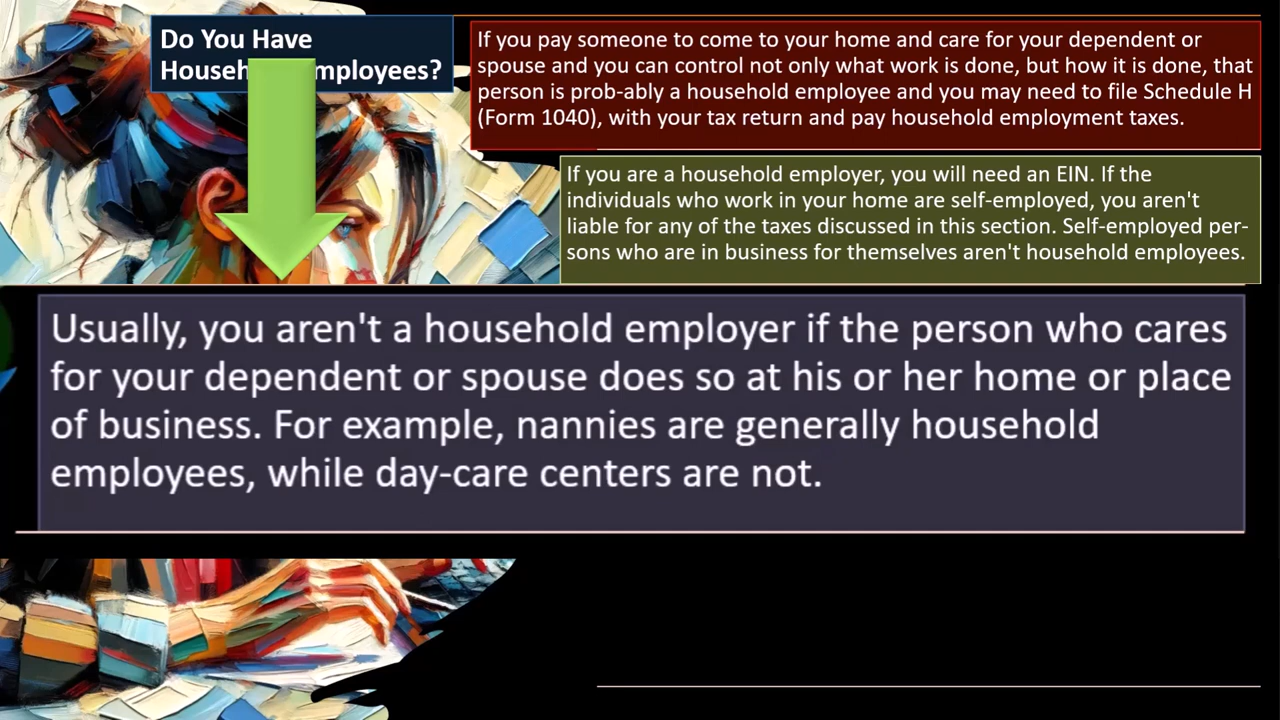 Do You Have
Househ mployees?
If you pay someone to come to your home and care for your dependent or
spouse and you can control not only what work is done, but how it is done, that
person is prob-ably a household employee and you may need to file Schedule H
(Form 1040), with your tax return and pay household employment taxes.
If you are a household employer, you will need an EIN. If the
individuals who work in your home are self-employed, you aren't
liable for any of the taxes discussed in this section. Self-employed per-
sons who are in business for themselves aren't household employees.
Usually, you aren't a household employer if the person who cares
for your dependent or spouse does so at his or her home or place
of business. For example, nannies are generally household
employees, while day-care centers are not.